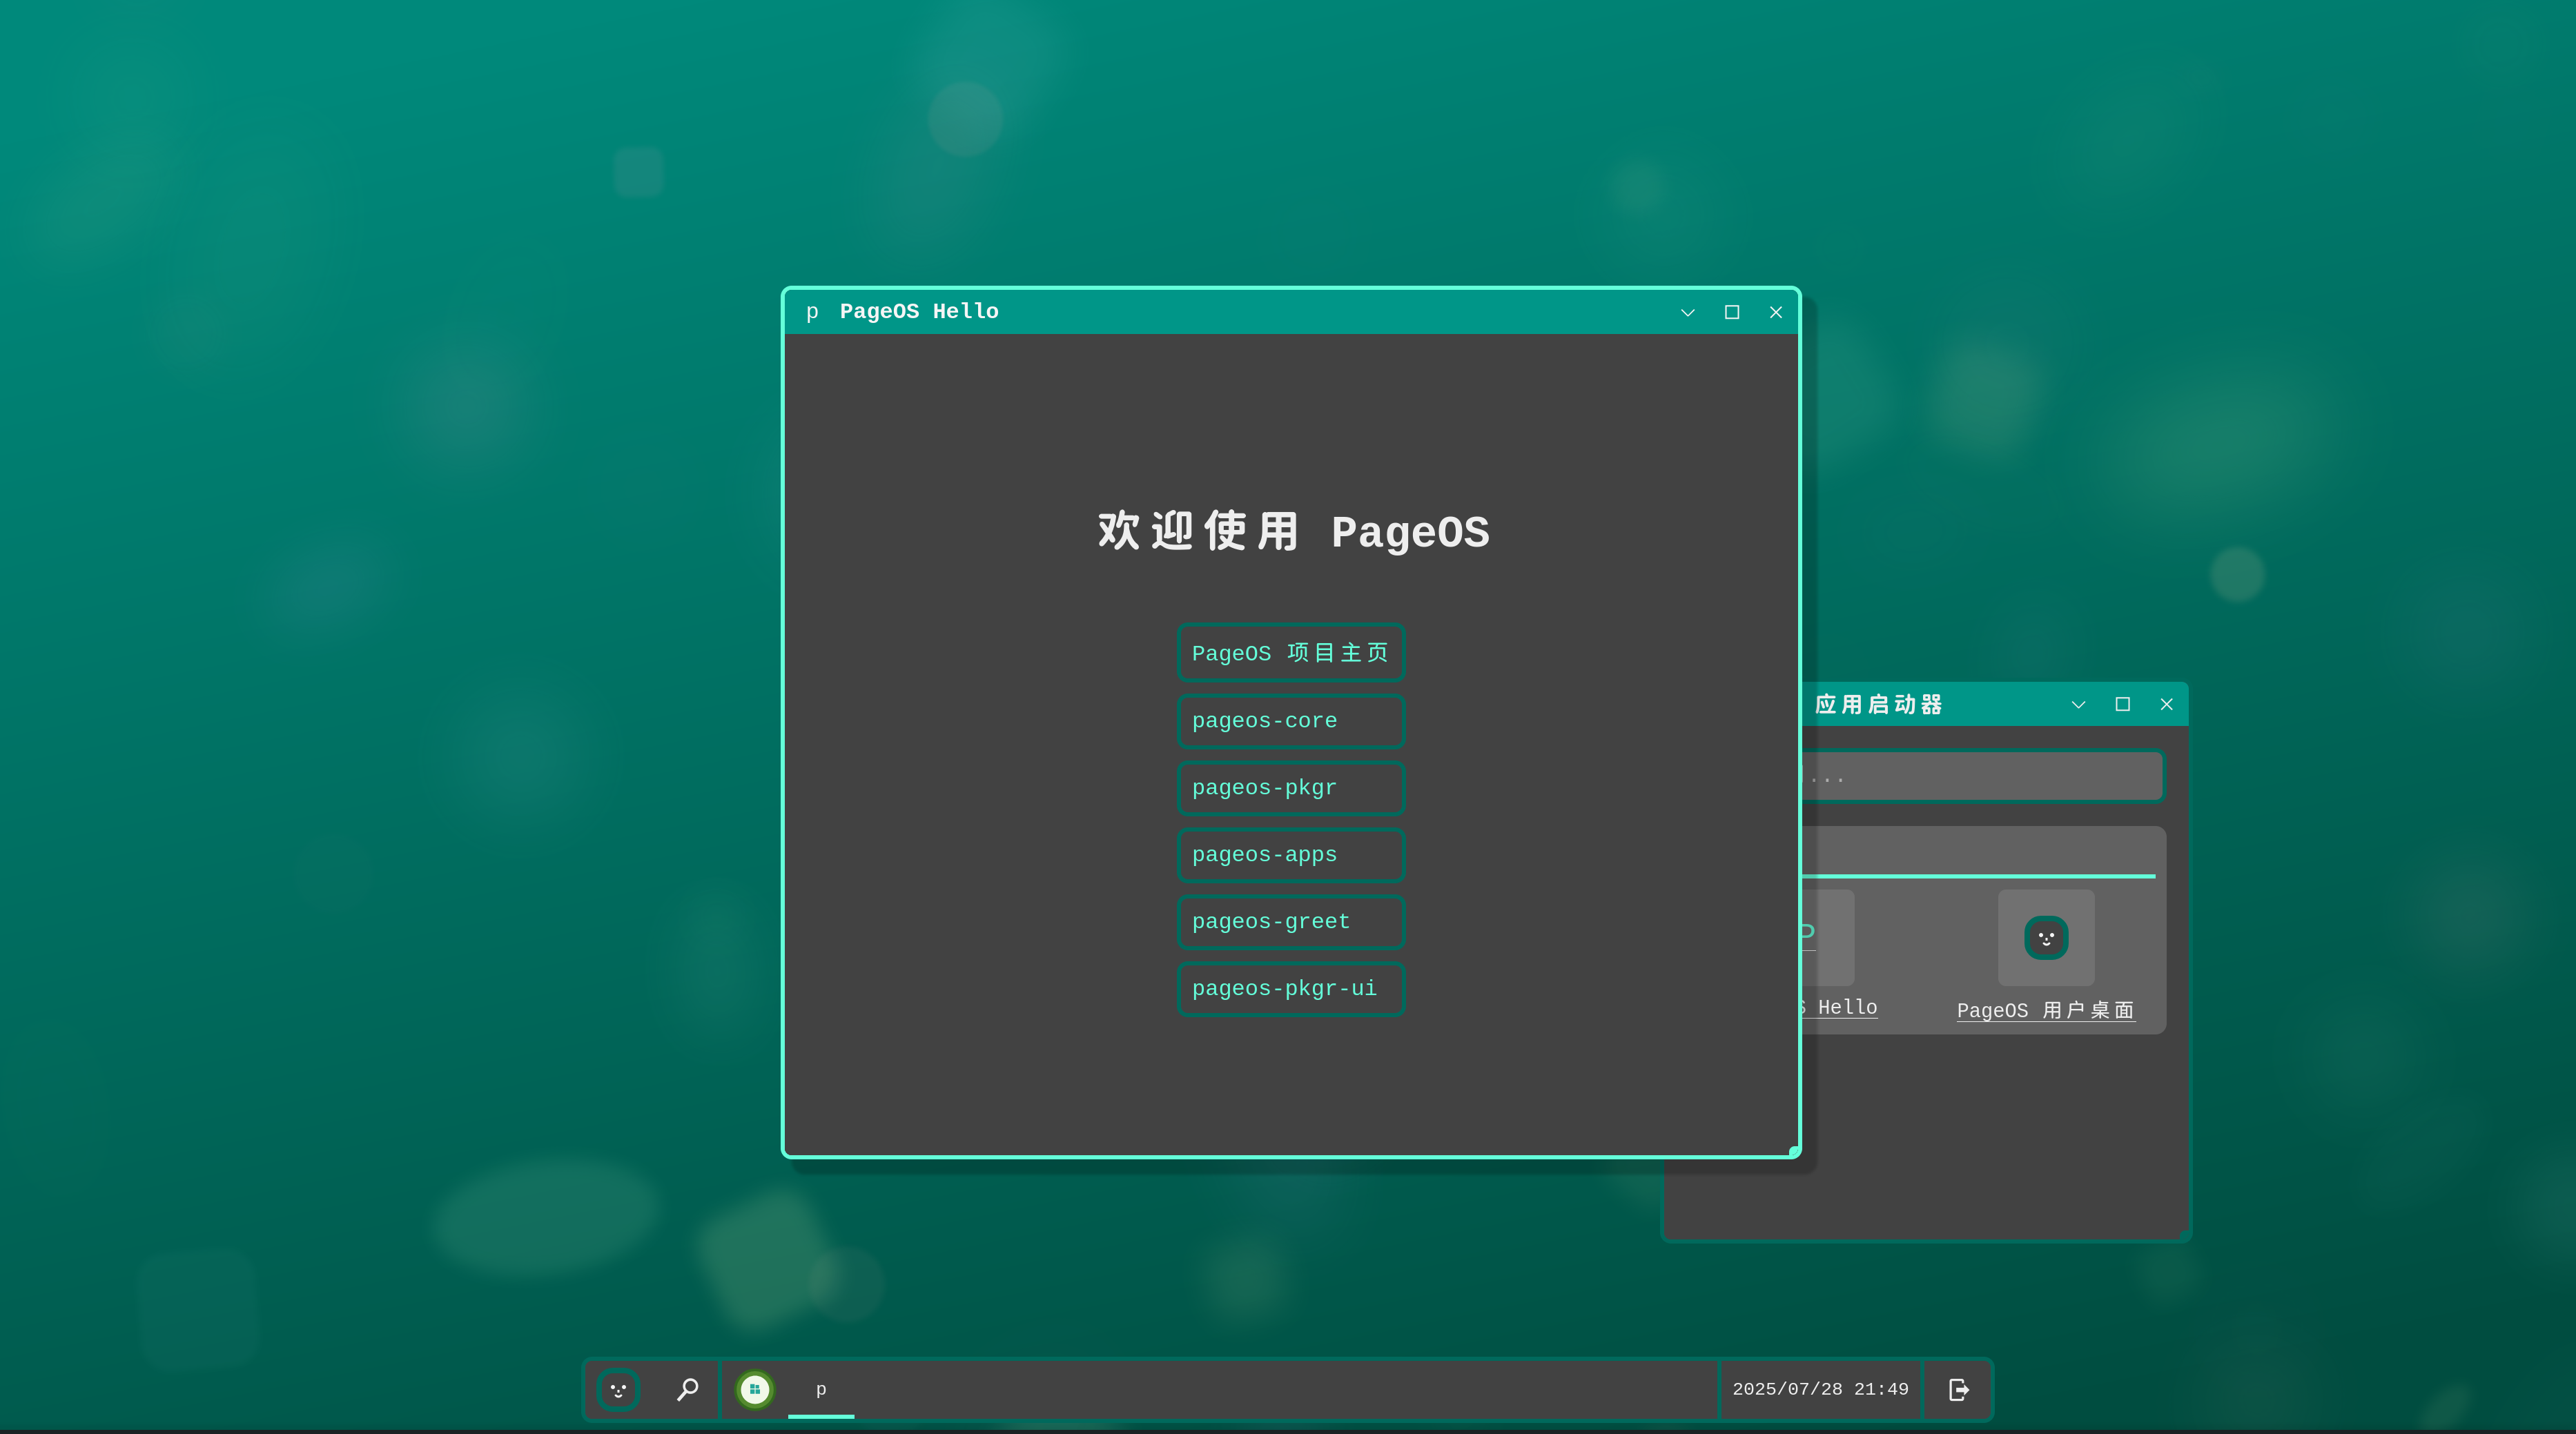 p PageOS Hello
欢迎使用 PageOS
PageOS 项目主页
pageos-core
pageos-pkgr
pageos-apps
pageos-greet
pageos-pkgr-ui
应用启动器
...
P
S Hello
PageOS 用户桌面
p
2025/07/28 21:49